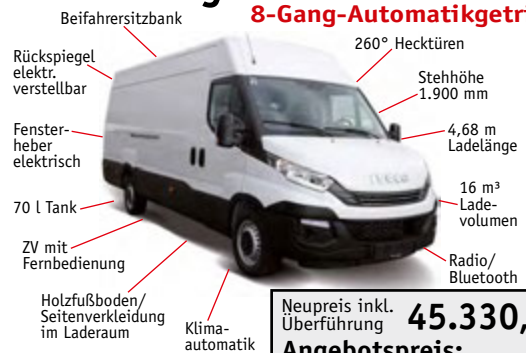 8-Gang-Automatikgetri
Beifahrersitzbank
260° Hecktüren
Rückspiegel
elektr.
verstellbar
Stehhöhe
1.900 mm
Fenster-
heber
elektrisch
4,68 m
Ladelänge
70 l Tank
16 m³
Lade-
volumen
ZV mit
Fernbedienung
Radio/
Bluetooth
Holzfußboden/
Seitenverkleidung
im Laderaum
Klima-
automatik
IVECO
Neupreis inkl.
Überführung 45.330,
Angebotspreis: